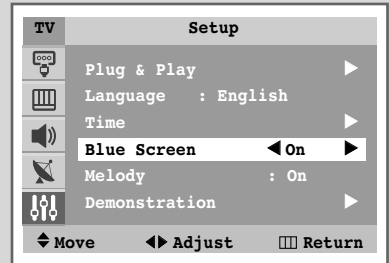 TV Setup
Plug & Play ▶
Language : English
Time ▶
Blue Screen ◀ On ▶
Melody : On
Demonstration ▶
Move Adjust Return